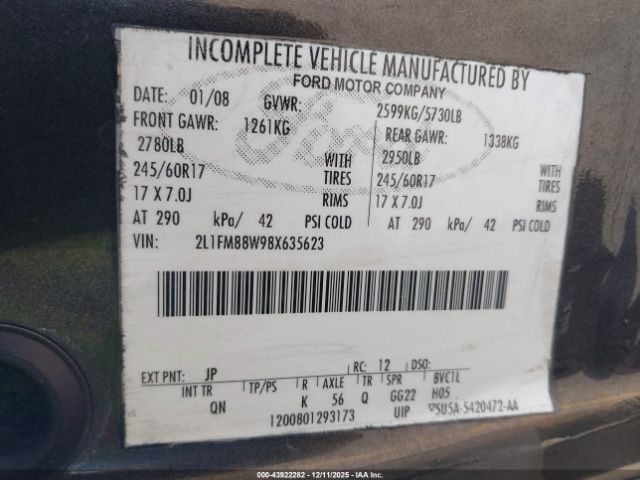 INCOMPLETE VEHICLE MANUFACTURED BY
FORD MOTOR COMPANY
DATE: 01/08 GVWR: 2599KG/5730LB
FRONT GAWR: 1261KG REAR GAWR: 1338KG
2780LB WITH 2950LB WITH
245/60R17 TIRES 245/60R17 TIRES
17 X 7.0J RIMS 17 X 7.0J RIMS
AT 290 kPa/ 42 PSI COLD AT 290 kPa/ 42 PSI COLD
VIN: 2L1FM88W98X635623
EXT PNT: JP RC: 12 DSO:
INT TR TP/PS R AXLE TR SPR 8VC1L
QN K 56 Q GG22 H05
1200801293173 UIP ▽5U5A-5420472-AA
000-43922282 - 12/11/2025 - IAAI, Inc.